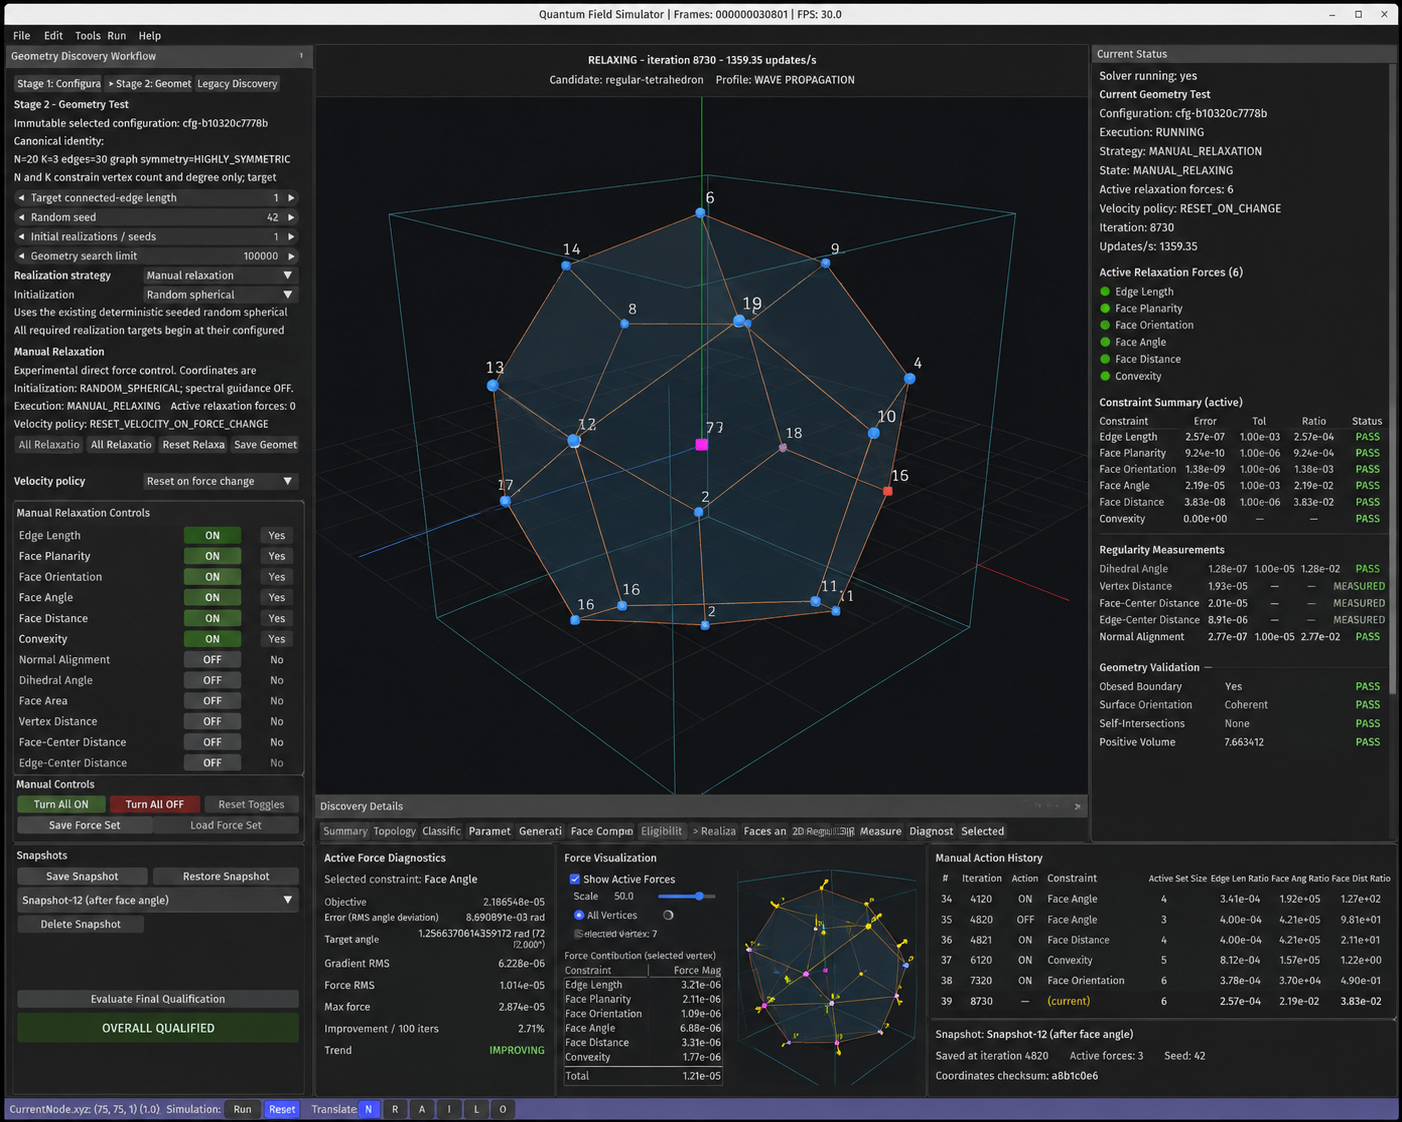 Quantum Field Simulator | Frames: 000000030801 | FPS: 30.0
File Edit Tools Run Help
Geometry Discovery Workflow
Stage 1: Configura ▸ Stage 2: Geomet Legacy Discovery
Stage 2 - Geometry Test
Immutable selected configuration: cfg-b10320c7778b
Canonical identity:
N=20 K=3 edges=30 graph symmetry=HIGHLY_SYMMETRIC
N and K constrain vertex count and degree only; target
Target connected-edge length 1
Random seed 42
Initial realizations / seeds 1
Geometry search limit 100000
Realization strategy Manual relaxation
Initialization Random spherical
Uses the existing deterministic seeded random spherical
All required realization targets begin at their configured
Manual Relaxation
Experimental direct force control. Coordinates are
Initialization: RANDOM_SPHERICAL; spectral guidance OFF.
Execution: MANUAL_RELAXING Active relaxation forces: 0
Velocity policy: RESET_VELOCITY_ON_FORCE_CHANGE
All Relaxatio All Relaxatio Reset Relaxa Save Geomet
Velocity policy Reset on force change
Manual Relaxation Controls
Edge Length ON Yes
Face Planarity ON Yes
Face Orientation ON Yes
Face Angle ON Yes
Face Distance ON Yes
Convexity ON Yes
Normal Alignment OFF No
Dihedral Angle OFF No
Face Area OFF No
Vertex Distance OFF No
Face-Center Distance OFF No
Edge-Center Distance OFF No
Manual Controls
Turn All ON Turn All OFF Reset Toggles
Save Force Set Load Force Set
Snapshots
Save Snapshot Restore Snapshot
Snapshot-12 (after face angle)
Delete Snapshot
Evaluate Final Qualification
OVERALL QUALIFIED
RELAXING - iteration 8730 - 1359.35 updates/s
Candidate: regular-tetrahedron Profile: WAVE PROPAGATION
6
14
9
8
19
13
4
12
10
7
18
17
16
2
16
16
11
11
2
Discovery Details
Summary Topology Classific Paramet Generati Face Compo Eligibilit > Realiza Faces an 2D Measure Diagnost Selected
Active Force Diagnostics
Selected constraint: Face Angle
Objective 2.186548e-05
Error (RMS angle deviation) 8.690891e-03 rad
Target angle 1.2566370614359172 rad (72
2.000°)
Gradient RMS 6.228e-06
Force RMS 1.014e-05
Max force 2.874e-05
Improvement / 100 iters 2.71%
Trend IMPROVING
Force Visualization
Show Active Forces
Scale 50.0
All Vertices
Selected vertex: 7
Force Contibution (selected vertex)
Constraint Force Mag
Edge Length 3.21e-06
Face Planarity 2.11e-06
Face Orientation 1.09e-06
Face Angle 6.88e-06
Face Distance 3.31e-06
Convexity 1.77e-06
Total 1.21e-05
Current Status
Solver running: yes
Current Geometry Test
Configuration: cfg-b10320c7778b
Execution: RUNNING
Strategy: MANUAL_RELAXATION
State: MANUAL_RELAXING
Active relaxation forces: 6
Velocity policy: RESET_ON_CHANGE
Iteration: 8730
Updates/s: 1359.35
Active Relaxation Forces (6)
Edge Length
Face Planarity
Face Orientation
Face Angle
Face Distance
Convexity
Constraint Summary (active)
Constraint Error Tol Ratio Status
Edge Length 2.57e-07 1.00e-03 2.57e-04 PASS
Face Planarity 9.24e-10 1.00e-06 9.24e-04 PASS
Face Orientation 1.38e-09 1.00e-06 1.38e-03 PASS
Face Angle 2.19e-05 1.00e-03 2.19e-02 PASS
Face Distance 3.83e-08 1.00e-06 3.83e-02 PASS
Convexity 0.00e+00 — — PASS
Regularity Measurements
Dihedral Angle 1.28e-07 1.00e-05 1.28e-02 PASS
Vertex Distance 1.93e-05 — — MEASURED
Face-Center Distance 2.01e-05 — — MEASURED
Edge-Center Distance 8.91e-06 — — MEASURED
Normal Alignment 2.77e-07 1.00e-05 2.77e-02 PASS
Geometry Validation
Obosed Boundary Yes PASS
Surface Orientation Coherent PASS
Self-Intersections None PASS
Positive Volume 7.663412 PASS
Manual Action History
# Iteration Action Constraint Active Set Size Edge Len Ratio Face Ang Ratio Face Dist Ratio
34 4120 ON Face Angle 4 3.41e-04 1.92e+05 1.27e+02
35 4820 OFF Face Angle 3 4.00e-04 4.21e+05 9.81e+01
36 4821 ON Face Distance 4 4.00e-04 4.21e+05 2.11e+01
37 6120 ON Convexity 5 8.12e-04 1.57e+05 1.22e+00
38 7320 ON Face Orientation 6 3.78e-04 3.70e+04 4.90e-01
39 8730 — (current) 6 2.57e-04 2.19e-02 3.83e-02
Snapshot: Snapshot-12 (after face angle)
Saved at iteration 4820 Active forces: 3 Seed: 42
Coordinates checksum: a8b1c0e6
CurrentNode.xyz: (75, 75, 1) (1.0) Simulation: Run Reset Translate: N R A I L O